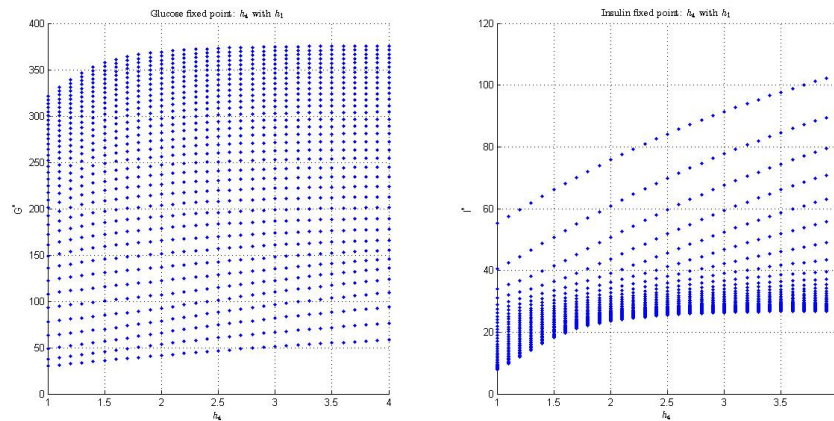 Glucose fixed point: h₄ with h₁
400
350
300
250
200
150
100
50
0
G*
1 1.5 2 2.5 3 3.5 4
h₄
Insulin fixed point: h₄ with h₁
120
100
80
60
40
20
0
I*
1 1.5 2 2.5 3 3.5
h₄